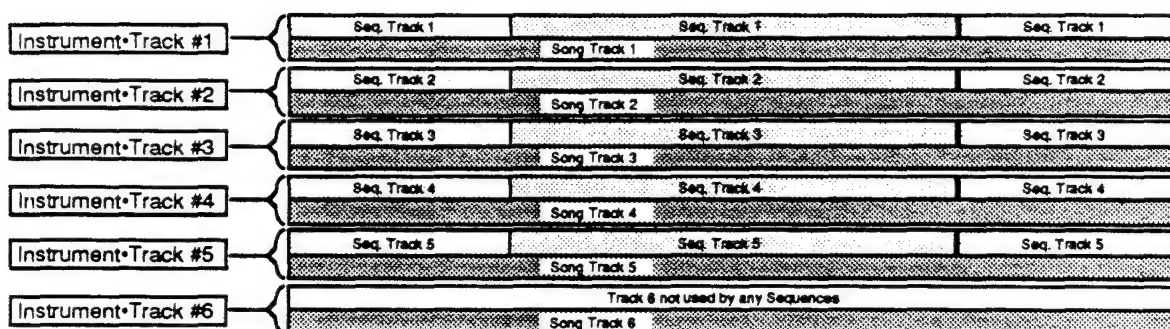 Seq. Track 1 Seq. Track 1 Seq. Track 1
Instrument•Track #1
Song Track 1
Seq. Track 2 Seq. Track 2 Seq. Track 2
Instrument•Track #2
Song Track 2
Seq. Track 3 Seq. Track 3 Seq. Track 3
Instrument•Track #3
Song Track 3
Seq. Track 4 Seq. Track 4 Seq. Track 4
Instrument•Track #4
Song Track 4
Seq. Track 5 Seq. Track 5 Seq. Track 5
Instrument•Track #5
Song Track 5
Track 6 not used by any Sequences
Instrument•Track #6
Song Track 6